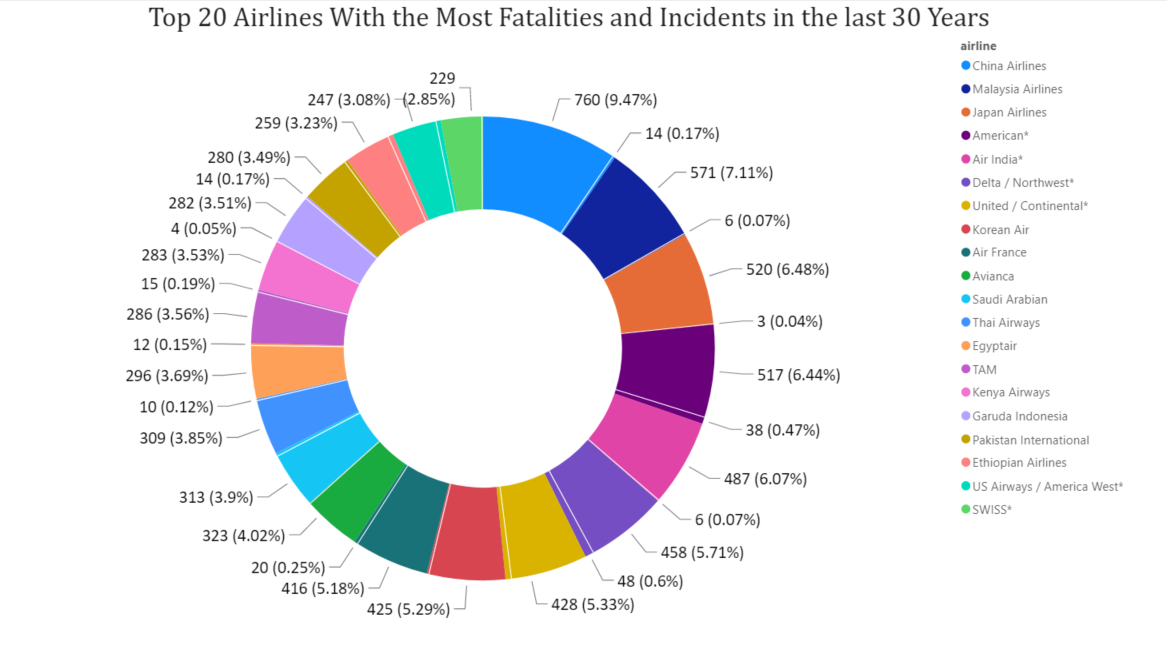 Top 20 Airlines With the Most Fatalities and Incidents in the last 30 Years
760 (9.47%)
14 (0.17%)
571 (7.11%)
6 (0.07%)
520 (6.48%)
3 (0.04%)
517 (6.44%)
38 (0.47%)
487 (6.07%)
6 (0.07%)
458 (5.71%)
48 (0.6%)
428 (5.33%)
425 (5.29%)
416 (5.18%)
20 (0.25%)
323 (4.02%)
313 (3.9%)
309 (3.85%)
10 (0.12%)
296 (3.69%)
12 (0.15%)
286 (3.56%)
15 (0.19%)
283 (3.53%)
4 (0.05%)
282 (3.51%)
14 (0.17%)
280 (3.49%)
259 (3.23%)
247 (3.08%)
229
(2.85%)
airline
China Airlines
Malaysia Airlines
Japan Airlines
American*
Air India*
Delta / Northwest*
United / Continental*
Korean Air
Air France
Avianca
Saudi Arabian
Thai Airways
Egyptair
TAM
Kenya Airways
Garuda Indonesia
Pakistan International
Ethiopian Airlines
US Airways / America West*
SWISS*